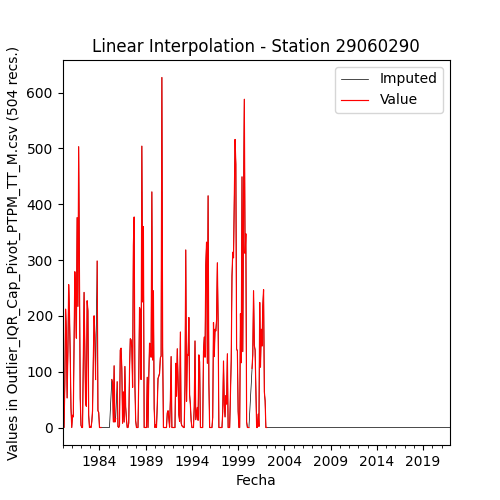 Linear Interpolation - Station 29060290
Imputed
Value
Values in Outlier_IQR_Cap_Pivot_PTPM_TT_M.csv (504 recs.)
600
500
400
300
200
100
0
1984 1989 1994 1999 2004 2009 2014 2019
Fecha